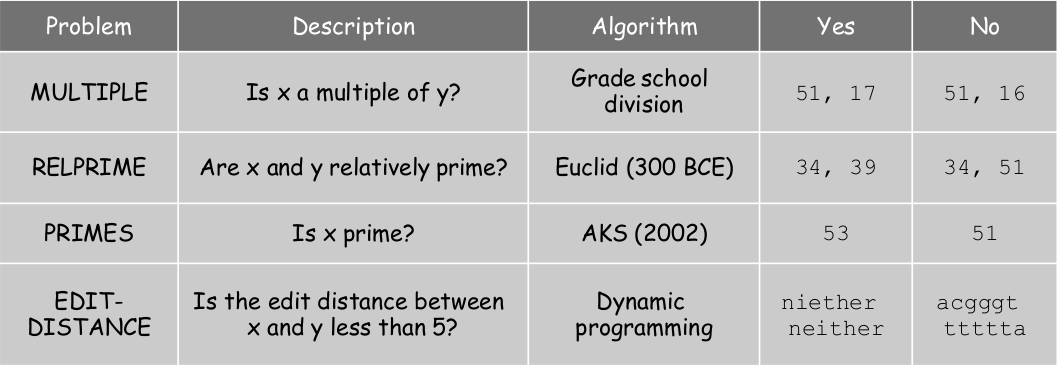 Problem Description Algorithm Yes No
MULTIPLE Is x a multiple of y? Grade school division 51, 17 51, 16
RELPRIME Are x and y relatively prime? Euclid (300 BCE) 34, 39 34, 51
PRIMES Is x prime? AKS (2002) 53 51
EDIT- Is the edit distance between Dynamic niether acgggt
DISTANCE x and y less than 5? programming neither ttttta